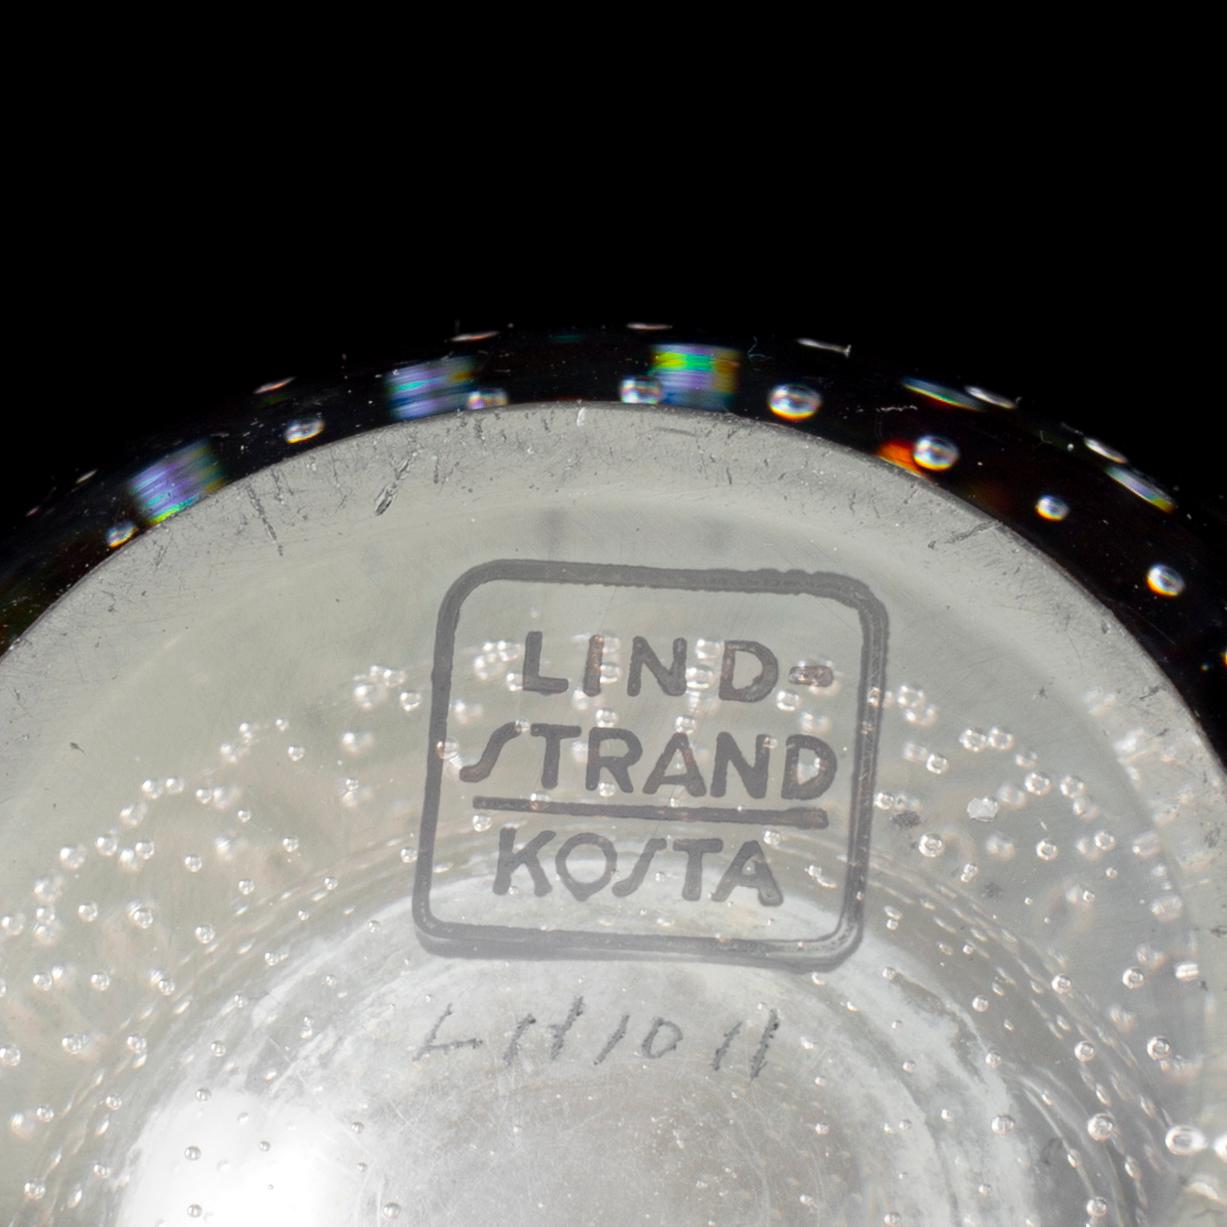 LIND-
STRAND
KOSTA
LH1011